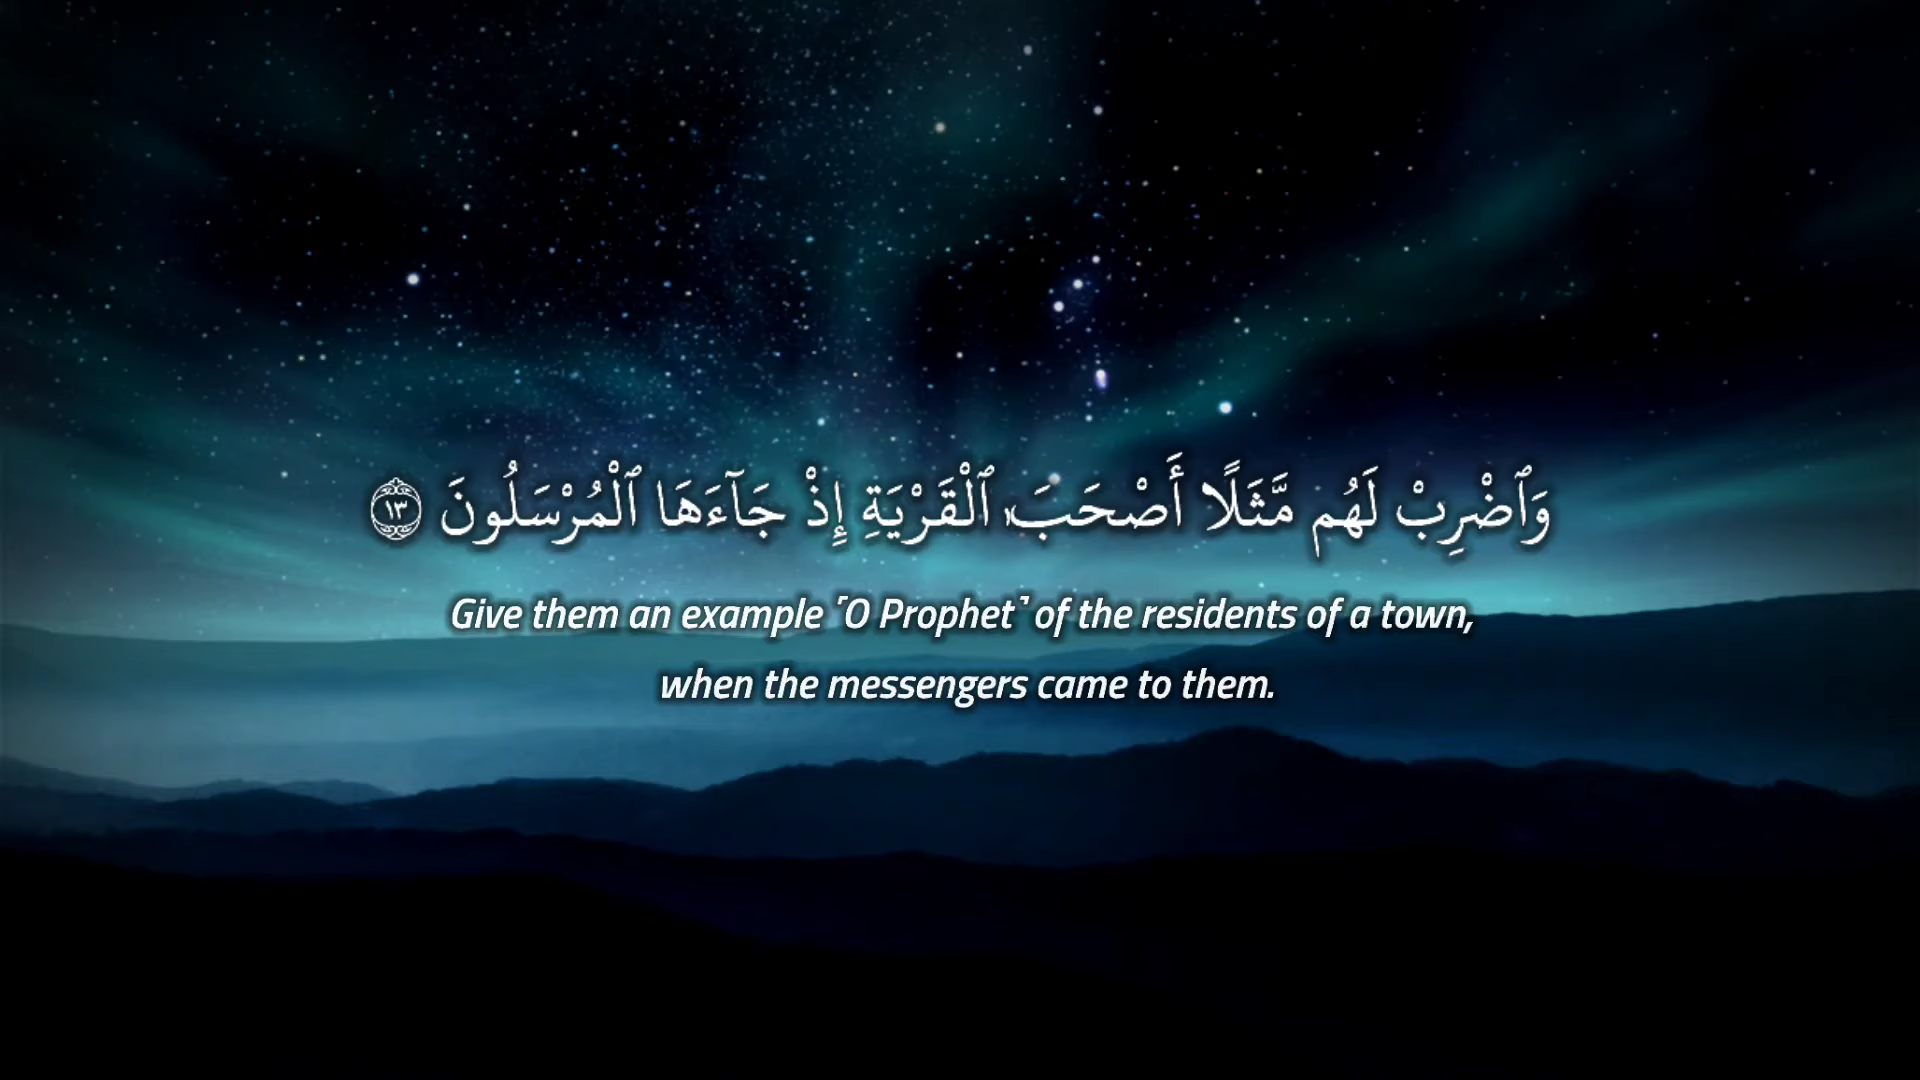 وَٱضْرِبْ لَهُم مَّثَلًا أَصْحَـٰبَ ٱلْقَرْيَةِ إِذْ جَآءَهَا ٱلْمُرْسَلُونَ ١٣
Give them an example ˹O Prophet˺ of the residents of a town,
when the messengers came to them.